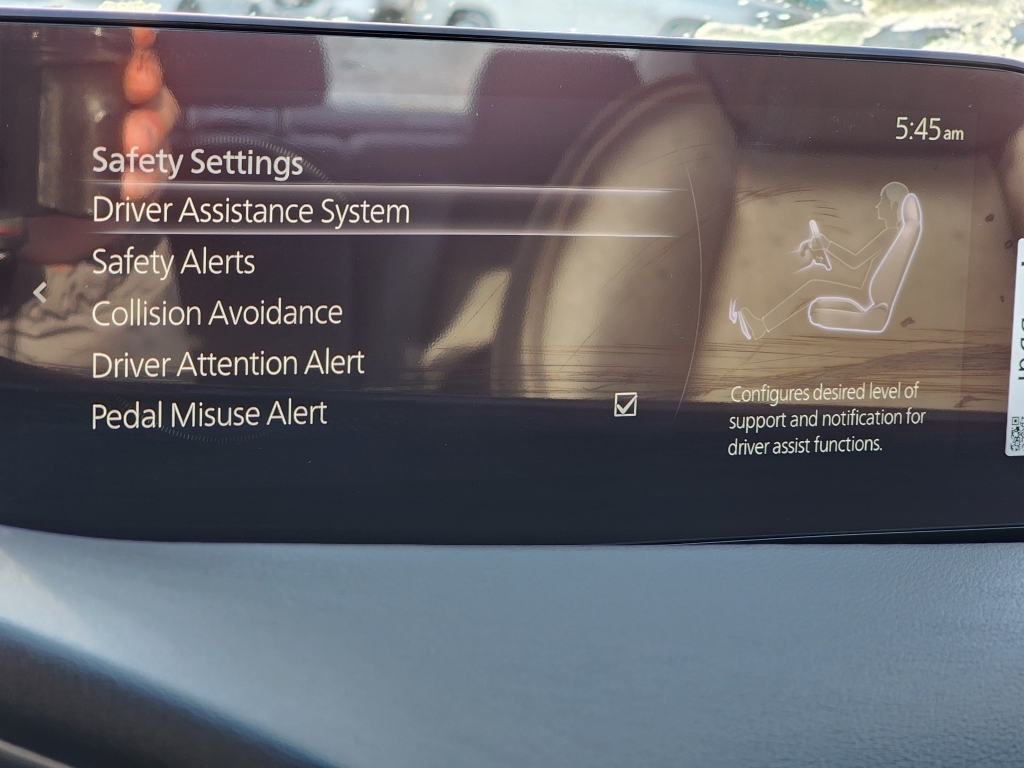 5:45am
Safety Settings
Driver Assistance System
Safety Alerts
Collision Avoidance
Driver Attention Alert
Pedal Misuse Alert
Configures desired level of
support and notification for
driver assist functions.